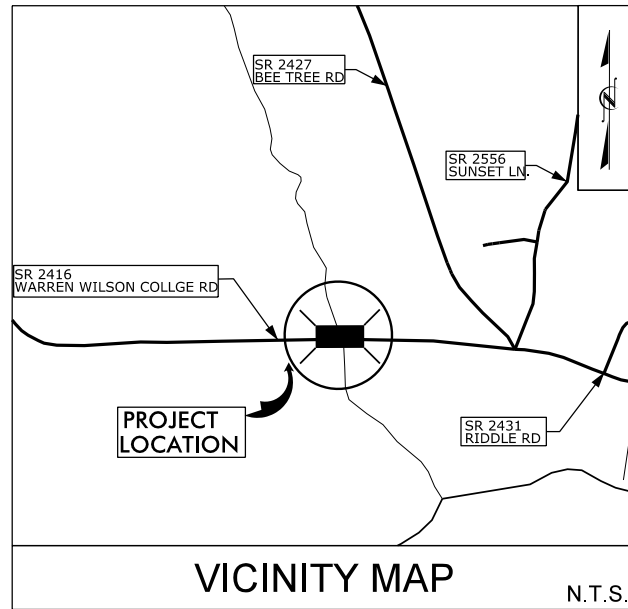 SR 2427
BEE TREE RD
N
SR 2556
SUNSET LN.
SR 2416
WARREN WILSON COLLGE RD
PROJECT
LOCATION
SR 2431
RIDDLE RD
VICINITY MAP
N.T.S.